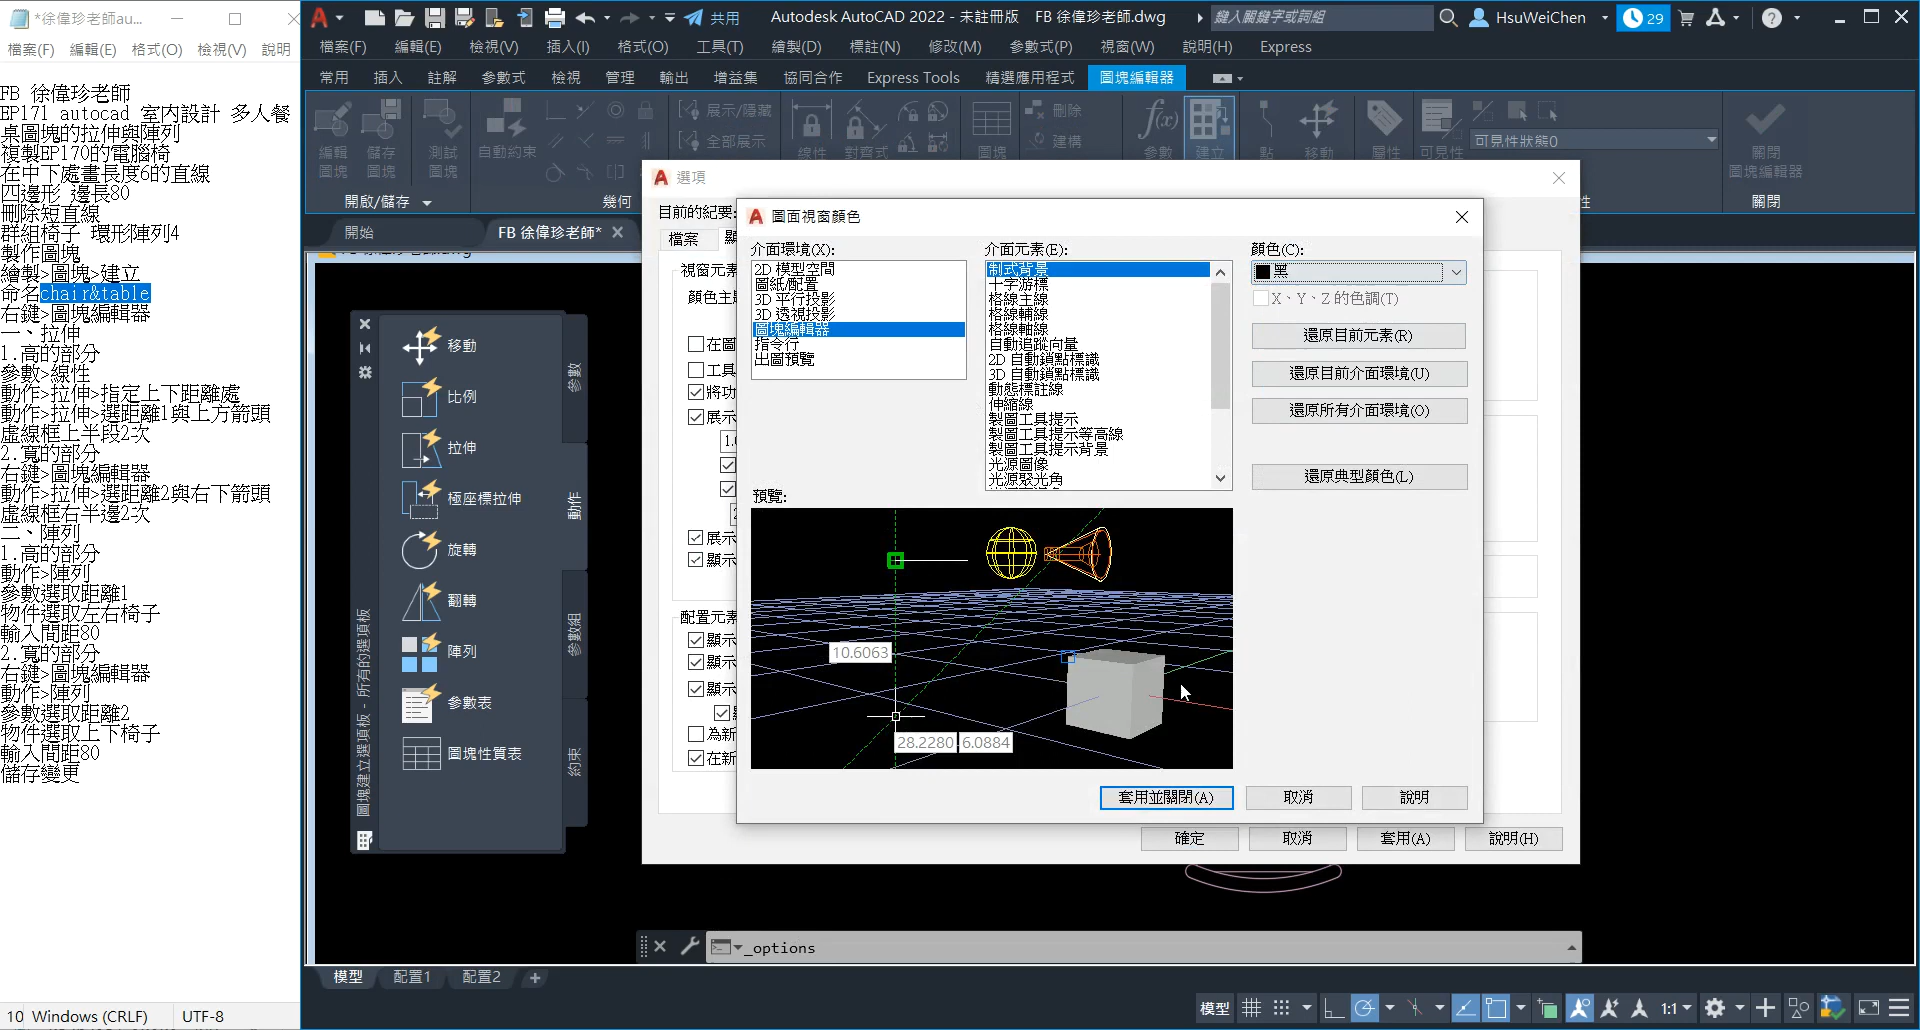 *徐偉珍老師au...
檔案(F) 編輯(E) 格式(O) 檢視(V) 說明
FB 徐偉珍老師
EP171 autocad 室內設計 多人餐
桌圖塊的拉伸與陣列
複製EP170的電腦椅
在中下處畫長度6的直線
四邊形 邊長80
刪除短直線
群組椅子 環形陣列4
製作圖塊
繪製>圖塊>建立
命名chair&table
右鍵>圖塊編輯器
一、拉伸
1.高的部分
參數>線性
動作>拉伸>指定上下距離處
動作>拉伸>選距離1與上方箭頭
虛線框上半段2次
2.寬的部分
右鍵>圖塊編輯器
動作>拉伸>選距離2與右下箭頭
虛線框右半邊2次
二、陣列
1.高的部分
動作>陣列
參數選取距離1
物件選取左右椅子
輸入間距80
2.寬的部分
右鍵>圖塊編輯器
動作>陣列
參數選取距離2
物件選取上下椅子
輸入間距80
儲存變更
10 Windows (CRLF) UTF-8
共用 Autodesk AutoCAD 2022 - 未註冊版 FB 徐偉珍老師.dwg 鍵入關鍵字或詞組 HsuWeiChen 29
檔案(F) 編輯(E) 檢視(V) 插入(I) 格式(O) 工具(T) 繪製(D) 標註(N) 修改(M) 參數式(P) 視窗(W) 說明(H) Express
常用 插入 註解 參數式 檢視 管理 輸出 增益集 協同合作 Express Tools 精選應用程式 圖塊編輯器
編輯
圖塊
儲存
圖塊
測試
圖塊
自動約束
展示/隱藏
全部展示
線性 對齊式
圖塊
刪除
建構
參數 建立 點 移動 屬性 可見性
可見性狀態0
關閉
圖塊編輯器
開啟/儲存 幾何 性 關閉
開始 FB 徐偉珍老師*
移動
比例
拉伸
極座標拉伸
旋轉
翻轉
陣列
參數表
圖塊性質表
參數
動作
參數組
約束
圖塊建立選項板 - 所有的選項板
選項
目前的紀要:
檔案
視窗元素
顏色主題
在圖
工具
將功
展示
1.
展示
顯示
配置元素
顯示
顯示
顯示
為新
在新
確定 取消 套用(A) 說明(H)
圖面視窗顏色
介面環境(X):
2D 模型空間
圖紙/配置
3D 平行投影
3D 透視投影
圖塊編輯器
指令行
出圖預覽
介面元素(E):
制式背景
十字游標
格線主線
格線輔線
格線軸線
自動追蹤向量
2D 自動鎖點標識
3D 自動鎖點標識
動態標註線
伸縮線
製圖工具提示
製圖工具提示等高線
製圖工具提示背景
光源圖像
光源聚光角
顏色(C):
黑
X、Y、Z 的色調(T)
還原目前元素(R)
還原目前介面環境(U)
還原所有介面環境(O)
還原典型顏色(L)
預覽:
10.6063
28.2280 6.0884
套用並關閉(A) 取消 說明
_options
模型 配置1 配置2 +
模型 1:1